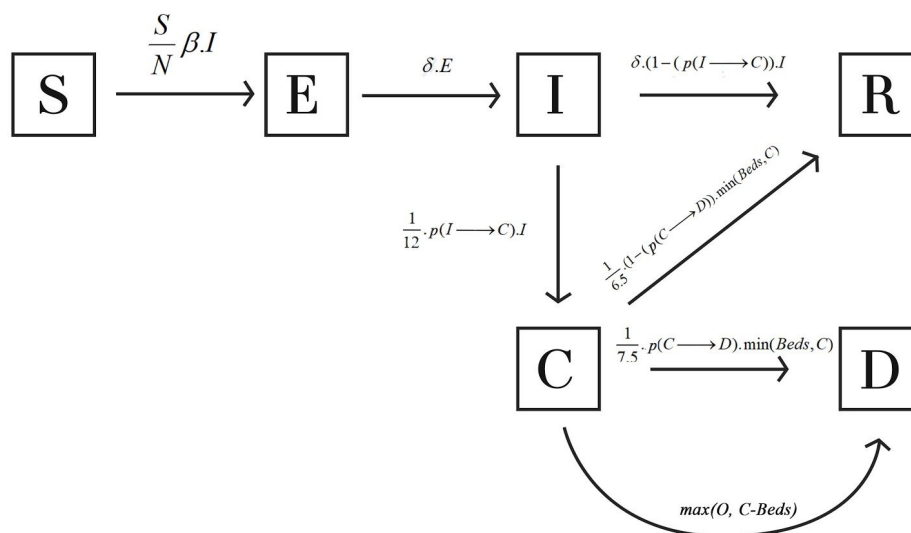 S/N β.I
δ.E
δ.(1−( p(I⟶C)).I
S
E
I
R
1/12 . p(I⟶C).I
1/6.5 .(1−( p(C⟶D)).min(Beds,C)
C
1/7.5 . p(C⟶D).min(Beds,C)
D
max(O, C-Beds)